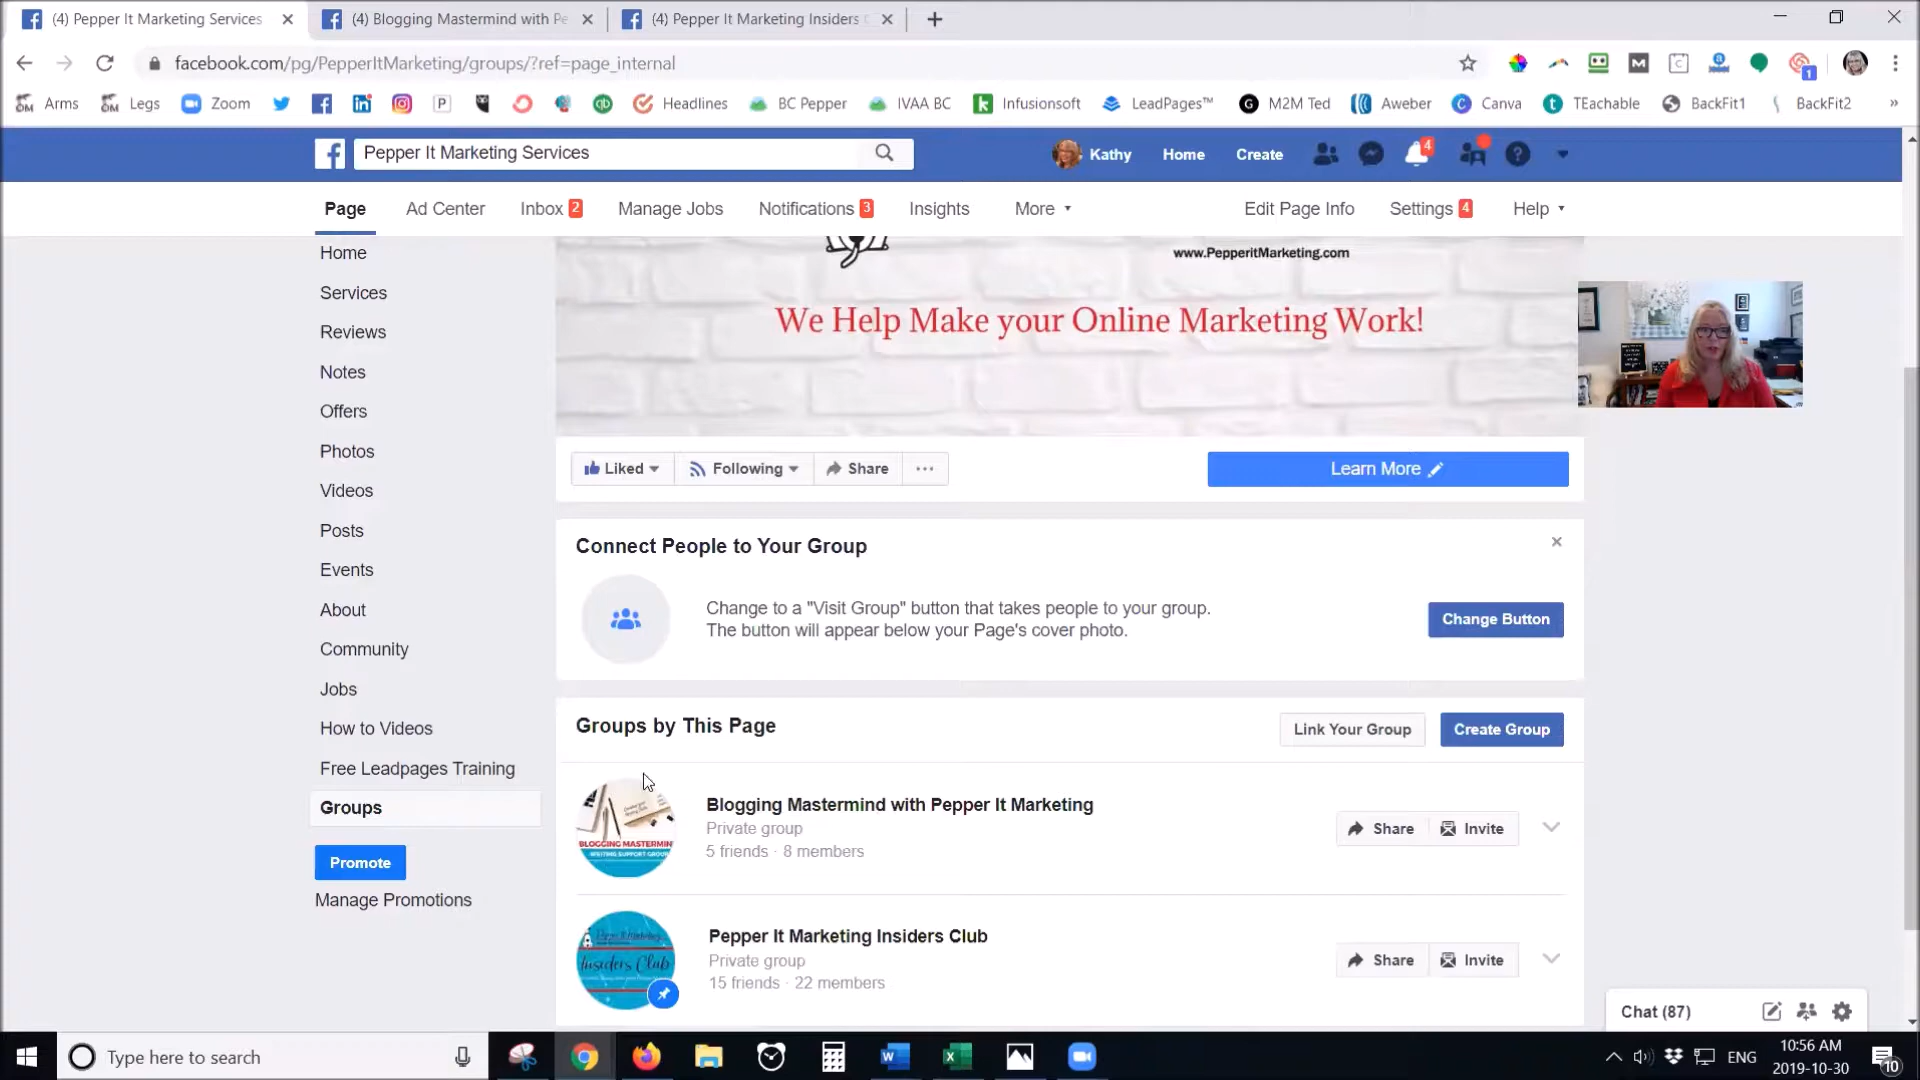 (4) Pepper It Marketing Services
(4) Blogging Mastermind with Pe
(4) Pepper It Marketing Insiders
facebook.com/pg/PepperItMarketing/groups/?ref=page_internal
1
Arms
Legs
Zoom
Headlines
BC Pepper
IVAA BC
Infusionsoft
LeadPages™
M2M Ted
Aweber
Canva
TEachable
BackFit1
BackFit2
»
Pepper It Marketing Services
Kathy
Home
Create
4
Page
Ad Center
Inbox 2
Manage Jobs
Notifications 3
Insights
More
Edit Page Info
Settings 4
Help
Home
Services
Reviews
Notes
Offers
Photos
Videos
Posts
Events
About
Community
Jobs
How to Videos
Free Leadpages Training
Groups
Promote
Manage Promotions
www.PepperitMarketing.com
We Help Make your Online Marketing Work!
Liked
Following
Share
Learn More
Connect People to Your Group
Change to a "Visit Group" button that takes people to your group.
The button will appear below your Page's cover photo.
Change Button
Groups by This Page
Link Your Group
Create Group
BLOGGING MASTERMIN
WRITING SUPPORT GROUP
Blogging Mastermind with Pepper It Marketing
Private group
5 friends · 8 members
Share
Invite
Insiders Club
Pepper It Marketing Insiders Club
Private group
15 friends · 22 members
Share
Invite
Chat (87)
Type here to search
ENG
10:56 AM
2019-10-30
10